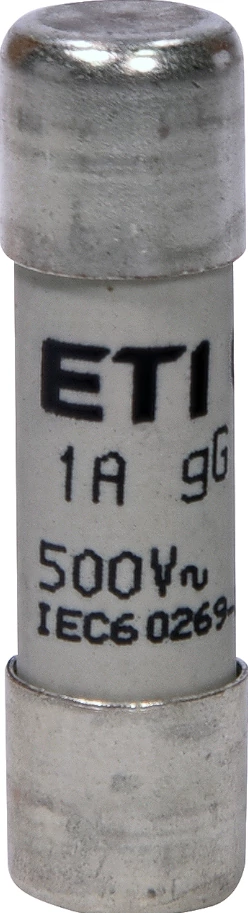 ETI
1A gG
500V~
IEC60269-